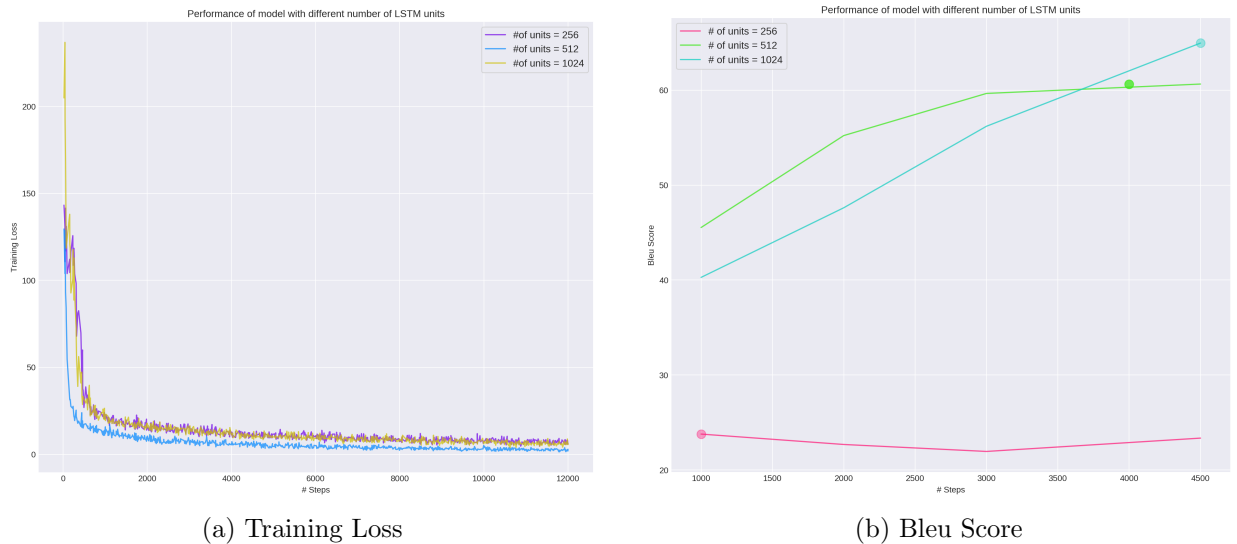 Performance of model with different number of LSTM units
#of units = 256
#of units = 512
#of units = 1024
Training Loss
200
150
100
50
0
0 2000 4000 6000 8000 10000 12000
# Steps
(a) Training Loss
Performance of model with different number of LSTM units
# of units = 256
# of units = 512
# of units = 1024
Bleu Score
60
50
40
30
20
1000 1500 2000 2500 3000 3500 4000 4500
# Steps
(b) Bleu Score